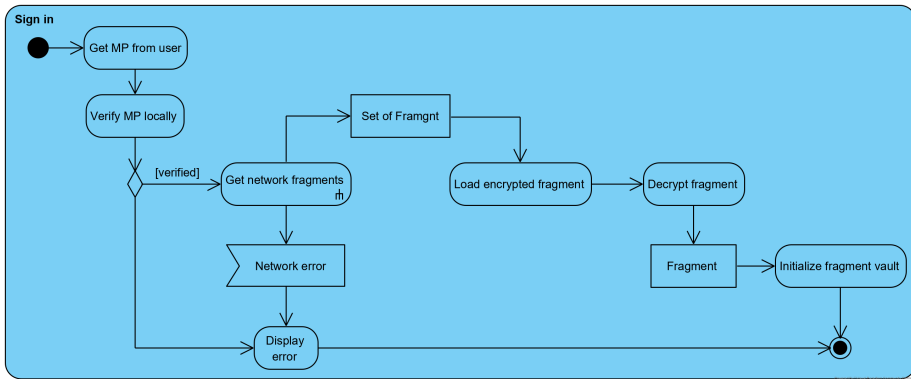 Sign in
Get MP from user
Verify MP locally
[verified]
Get network fragments
Set of Framgnt
Load encrypted fragment
Decrypt fragment
Network error
Fragment
Initialize fragment vault
Display
error